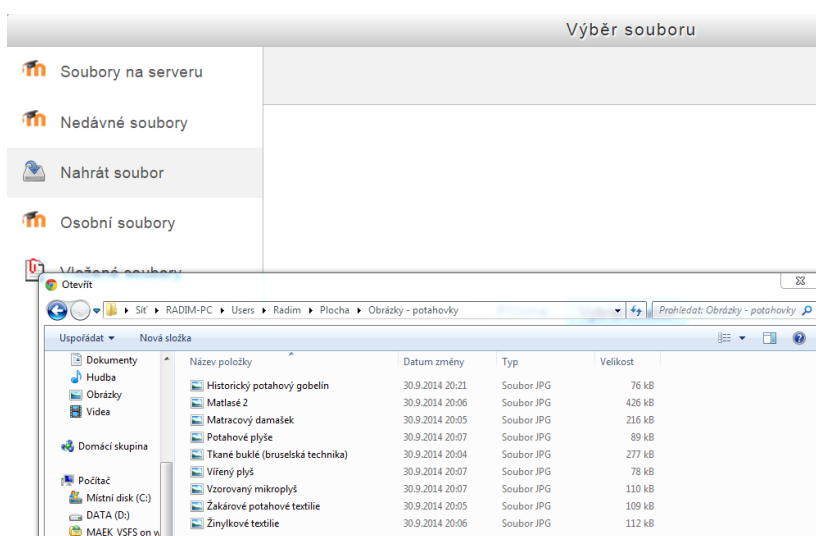 Výběr souboru
Soubory na serveru
Nedávné soubory
Nahrát soubor
Osobní soubory
Vložené soubory
Otevřít
Síť ▸ RADIM-PC ▸ Users ▸ Radim ▸ Plocha ▸ Obrázky - potahovky
Prohledat: Obrázky - potahovky
Uspořádat Nová složka
Dokumenty
Hudba
Obrázky
Videa
Domácí skupina
Počítač
Místní disk (C:)
DATA (D:)
MAEK_VSFS on w
Název položky Datum změny Typ Velikost
Historický potahový gobelín 30.9.2014 20:21 Soubor JPG 76 kB
Matlasé 2 30.9.2014 20:06 Soubor JPG 426 kB
Matracový damašek 30.9.2014 20:05 Soubor JPG 216 kB
Potahové plyše 30.9.2014 20:07 Soubor JPG 89 kB
Tkané buklé (bruselská technika) 30.9.2014 20:04 Soubor JPG 277 kB
Vířený plyš 30.9.2014 20:07 Soubor JPG 78 kB
Vzorovaný mikroplyš 30.9.2014 20:07 Soubor JPG 110 kB
Žakárové potahové textilie 30.9.2014 20:05 Soubor JPG 109 kB
Žinylkové textilie 30.9.2014 20:06 Soubor JPG 112 kB